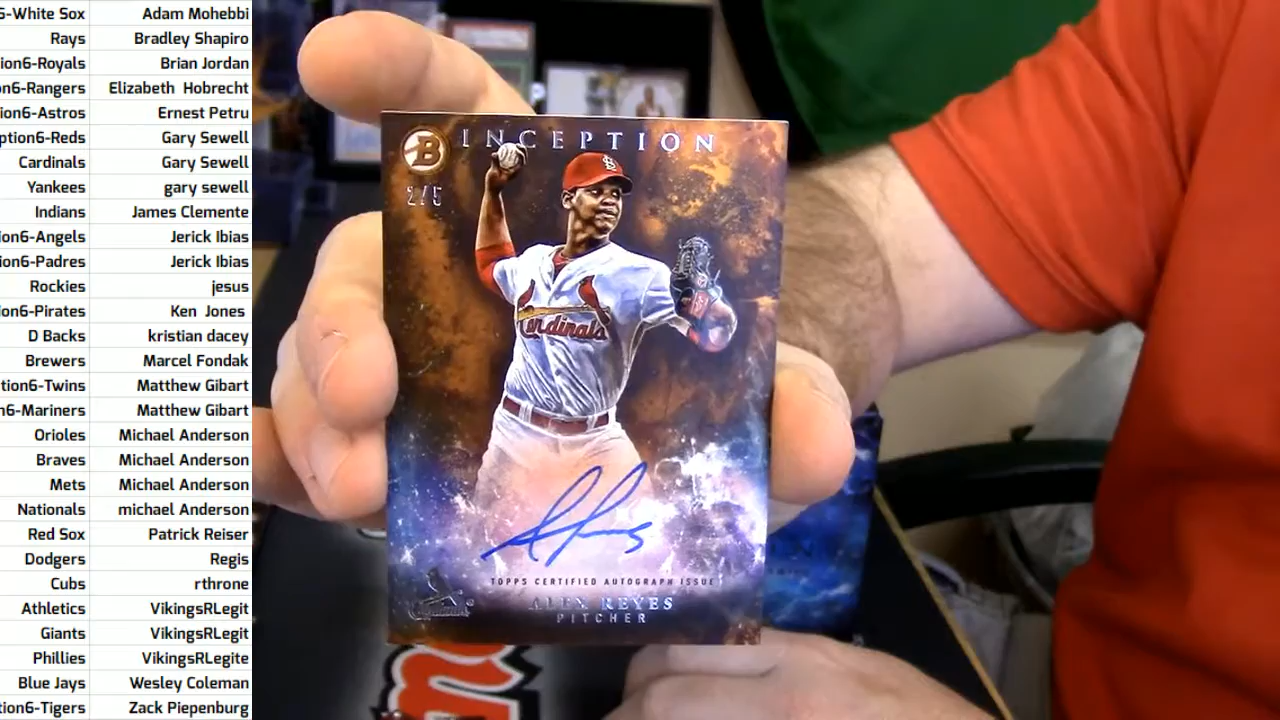 6-White Sox Adam Mohebbi
Rays Bradley Shapiro
ion6-Royals Brian Jordan
n6-Rangers Elizabeth Hobrecht
ion6-Astros Ernest Petru
ption6-Reds Gary Sewell
Cardinals Gary Sewell
Yankees gary sewell
Indians James Clemente
ion6-Angels Jerick Ibias
ion6-Padres Jerick Ibias
Rockies jesus
ion6-Pirates Ken Jones
D Backs kristian dacey
Brewers Marcel Fondak
tion6-Twins Matthew Gibart
n6-Mariners Matthew Gibart
Orioles Michael Anderson
Braves Michael Anderson
Mets Michael Anderson
Nationals michael Anderson
Red Sox Patrick Reiser
Dodgers Regis
Cubs rthrone
Athletics VikingsRLegit
Giants VikingsRLegit
Phillies VikingsRLegite
Blue Jays Wesley Coleman
tion6-Tigers Zack Piepenburg
B INCEPTION
2/5
Cardinals
TOPPS CERTIFIED AUTOGRAPH ISSUE
ALEX REYES
PITCHER